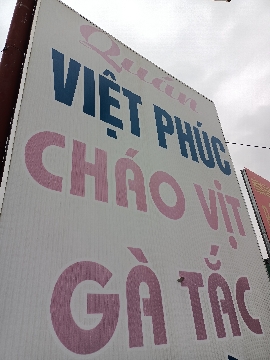 Quán
VIỆT PHÚC
CHÁO VỊT
GÀ TẮC